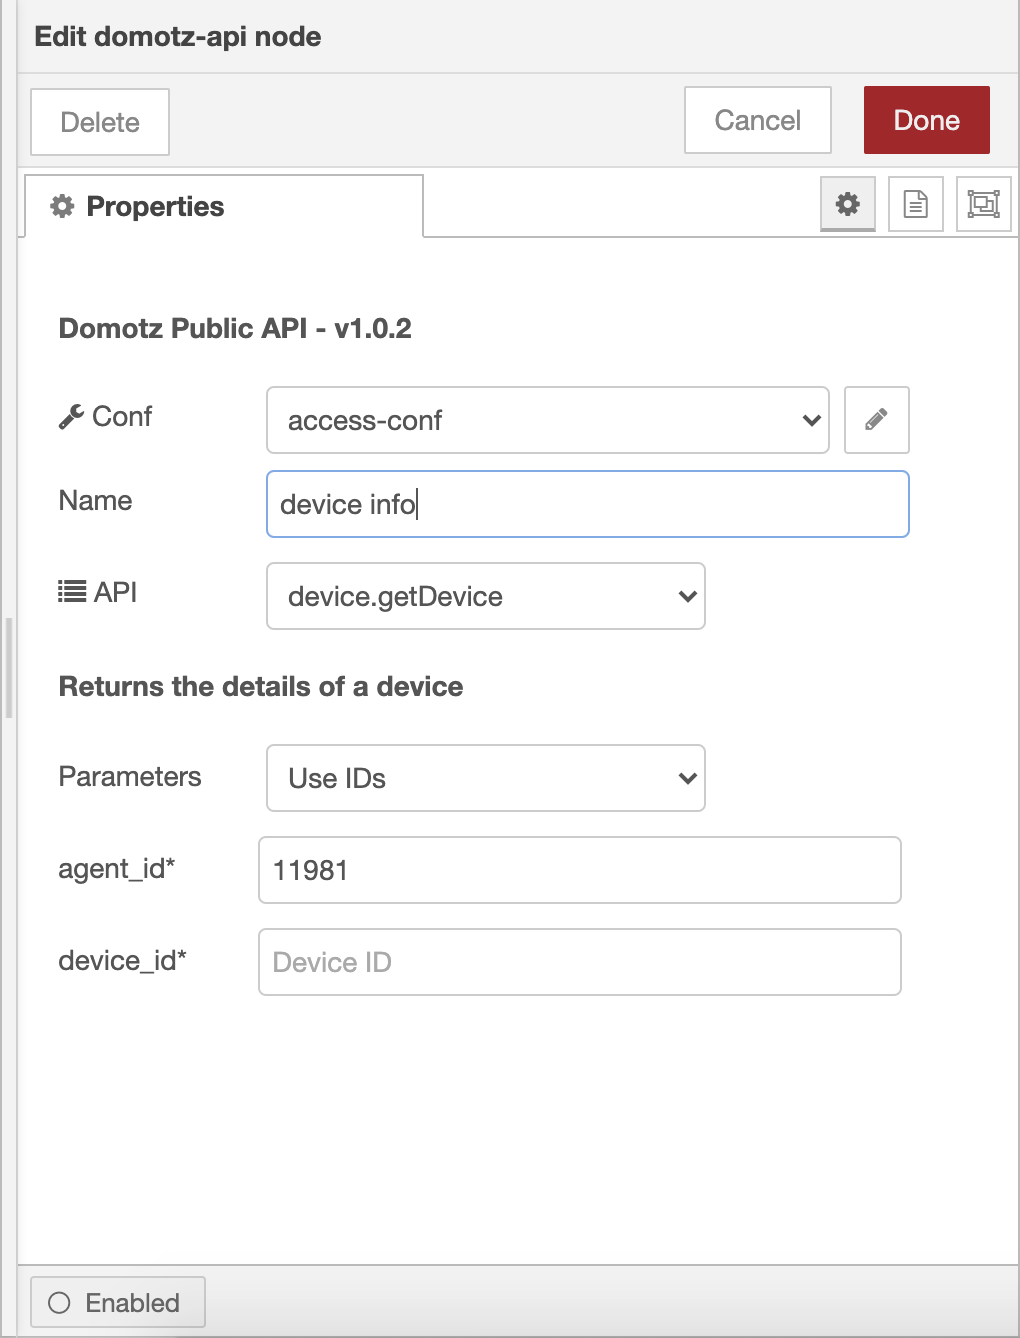 Edit domotz-api node
Delete
Cancel
Done
Properties
Domotz Public API - v1.0.2
Conf
access-conf
Name
device info
API
device.getDevice
Returns the details of a device
Parameters
Use IDs
agent_id*
11981
device_id*
Device ID
Enabled